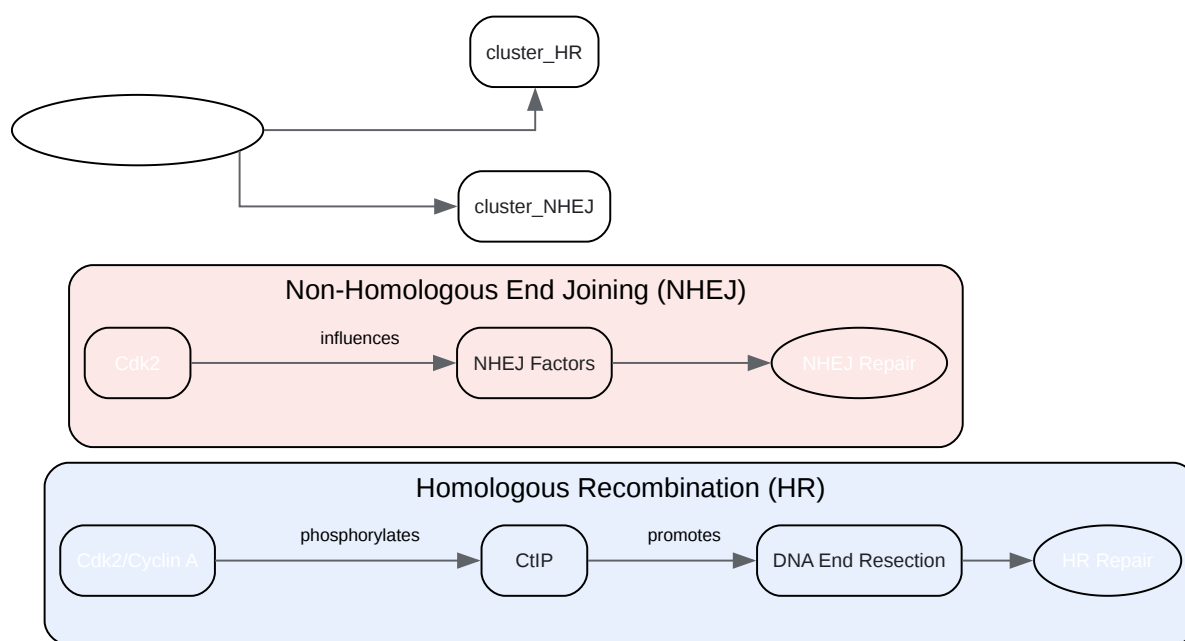 cluster_HR
cluster_NHEJ
Non-Homologous End Joining (NHEJ)
influences
Cdk2
NHEJ Factors
NHEJ Repair
Homologous Recombination (HR)
phosphorylates
promotes
Cdk2/Cyclin A
CtIP
DNA End Resection
HR Repair